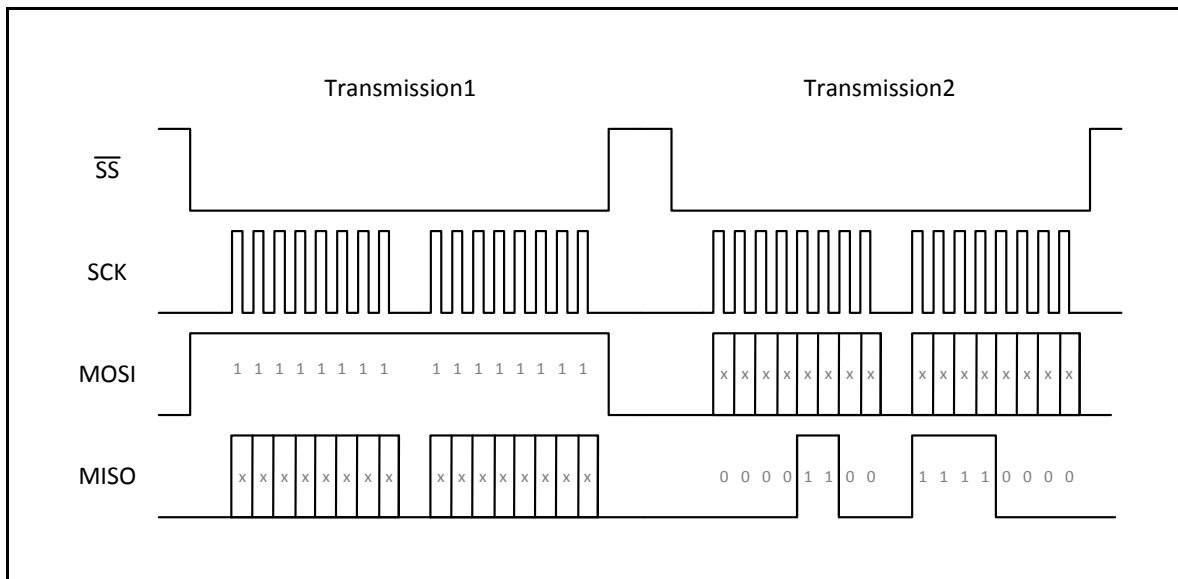 Transmission1 Transmission2
SS
SCK
MOSI 1 1 1 1 1 1 1 1 1 1 1 1 1 1 1 1 x x x x x x x x x x x x x x x x
MISO x x x x x x x x x x x x x x x x 0 0 0 0 1 1 0 0 1 1 1 1 0 0 0 0